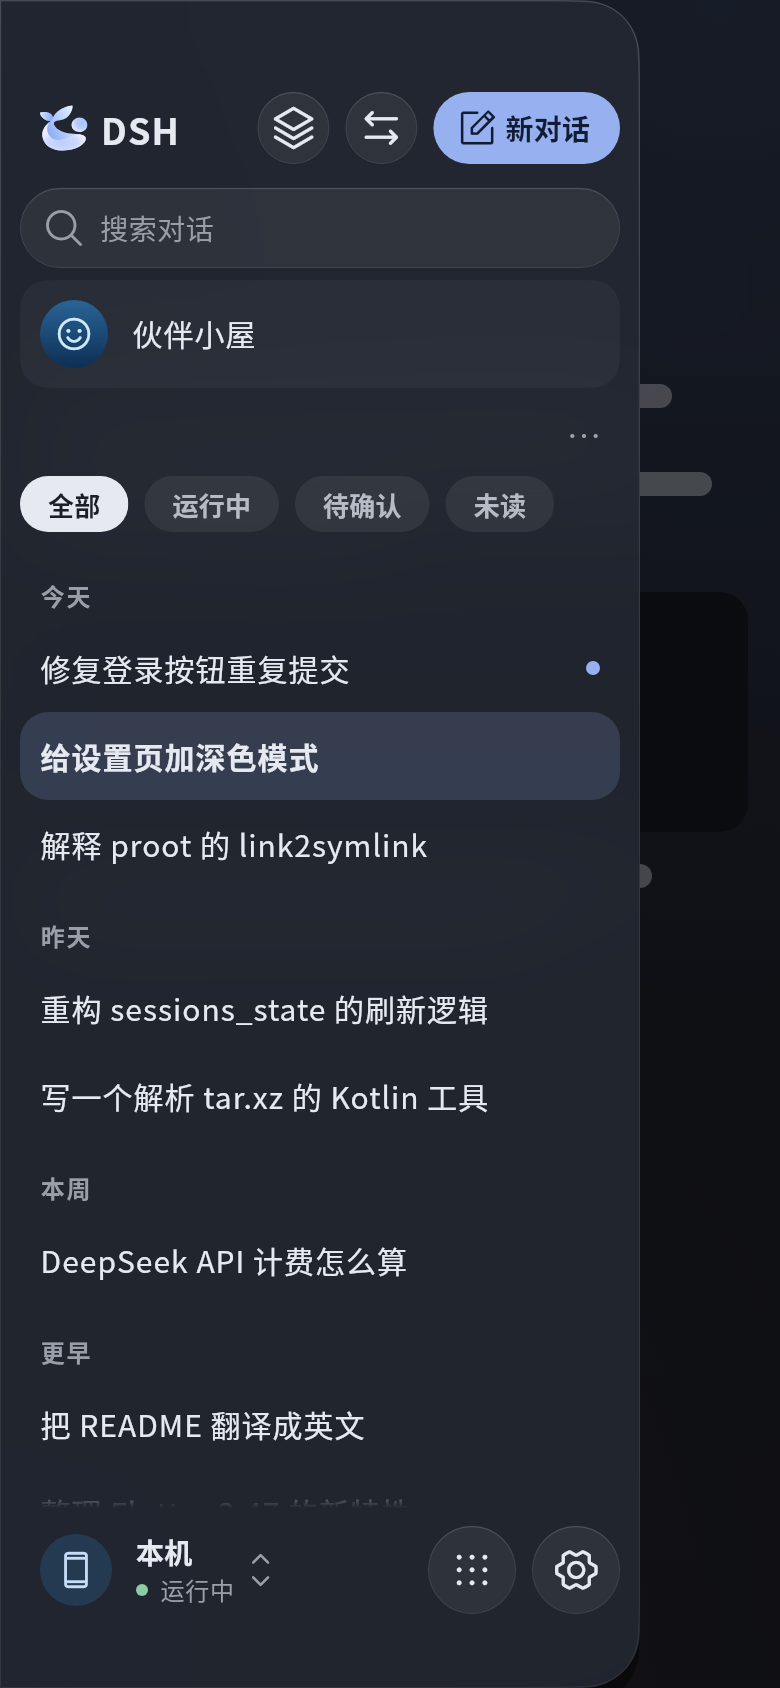 DSH
新对话
搜索对话
伙伴小屋
...
全部 运行中 待确认 未读
今天
修复登录按钮重复提交
给设置页加深色模式
解释 proot 的 link2symlink
昨天
重构 sessions_state 的刷新逻辑
写一个解析 tar.xz 的 Kotlin 工具
本周
DeepSeek API 计费怎么算
更早
把 README 翻译成英文
本机
运行中